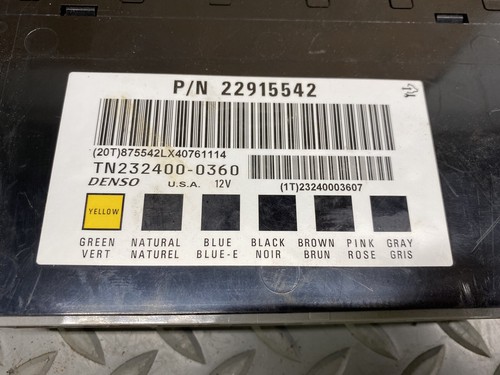 P/N 22915542
(20T)875542LX40761114
TN232400-0360
DENSO U.S.A. 12V
(1T)23240003607
YELLOW
GREEN NATURAL BLUE BLACK BROWN PINK GRAY
VERT NATUREL BLUE-E NOIR BRUN ROSE GRIS